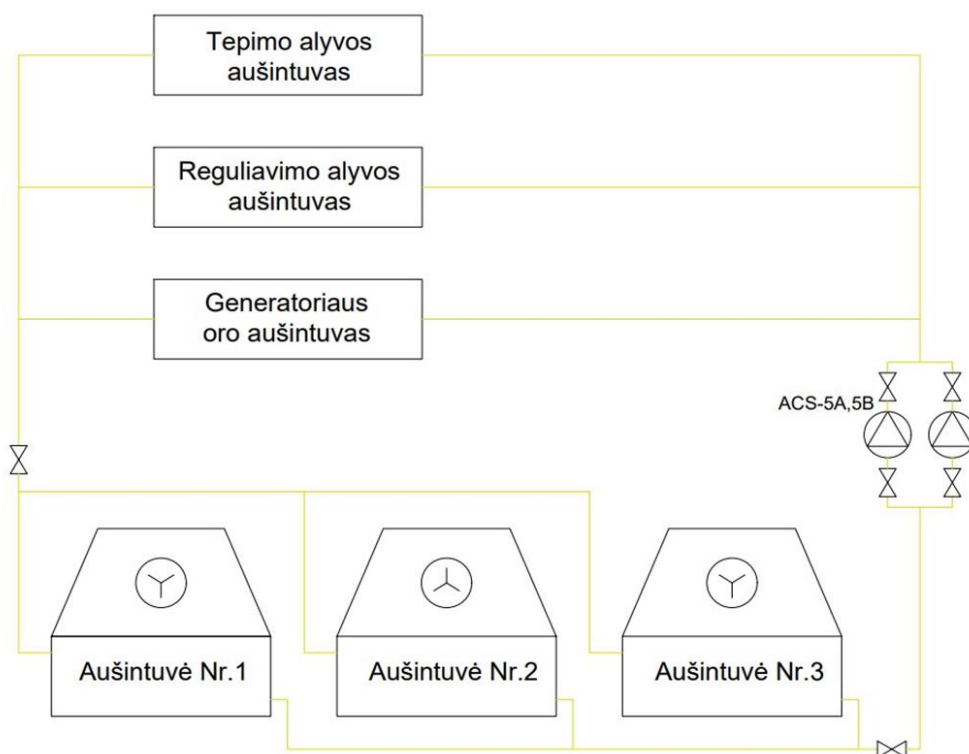 Tepimo alyvos
aušintuvas
Reguliavimo alyvos
aušintuvas
Generatoriaus
oro aušintuvas
ACS-5A,5B
Aušintuvė Nr.1
Aušintuvė Nr.2
Aušintuvė Nr.3